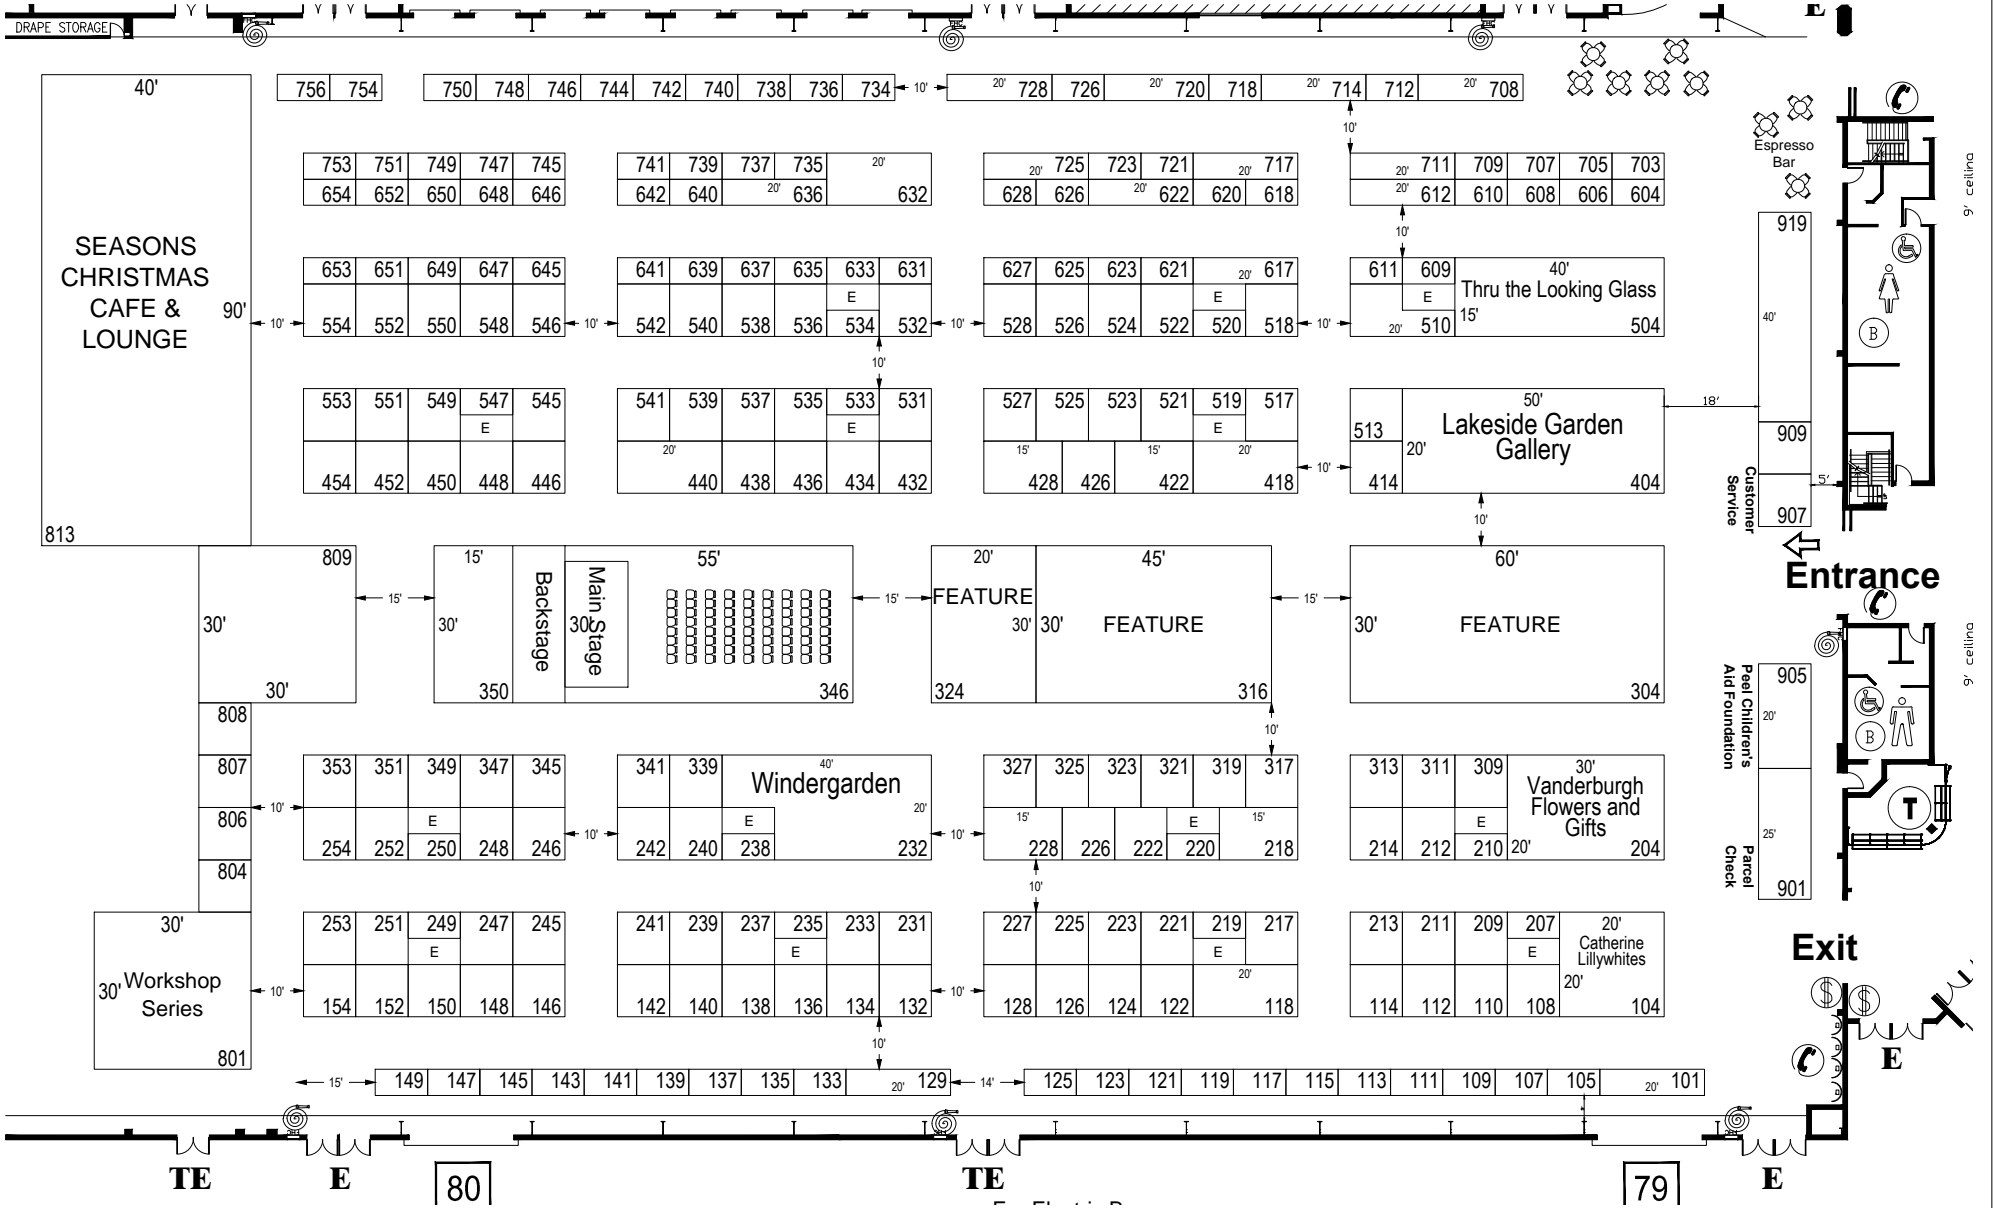 E
DRAPE STORAGE
40'
756 754 750 748 746 744 742 740 738 736 734 10' 20' 728 726 20' 720 718 20' 714 712 20' 708
10'
Espresso
Bar
9' ceiling
753 751 749 747 745 741 739 737 735 20' 20' 725 723 721 20' 717 20' 711 709 707 705 703
654 652 650 648 646 642 640 20' 636 632 628 626 20' 622 620 618 20' 612 610 608 606 604
919
SEASONS
CHRISTMAS
CAFE &
LOUNGE
90'
10'
653 651 649 647 645 641 639 637 635 633 631 627 625 623 621 20' 617 611 609 40'
E E E Thru the Looking Glass
15'
10' 554 552 550 548 546 10' 542 540 538 536 534 532 10' 528 526 524 522 520 518 10' 20' 510 504
40'
B
10'
553 551 549 547 545 541 539 537 535 533 531 527 525 523 521 519 517 50' 18'
E E E 513 Lakeside Garden
Gallery
20'
909
20' 15' 15' 20'
454 452 450 448 446 440 438 436 434 432 428 426 422 418 10' 414 404
Customer
Service
5'
907
813
10'
Entrance
809 15' 55' 20' 45' 60'
Backstage
Main Stage
FEATURE
30' 15' 30' 30' 15' 30' 30' FEATURE 15' 30' FEATURE
30' 350 346 324 316 304
9' ceiling
905
Peel Children's
Aid Foundation
20'
B
808
10'
807 353 351 349 347 345 341 339 40' 327 325 323 321 319 317 313 311 309 30'
Windergarden
Vanderburgh
Flowers and
Gifts
20'
10' 15' 15'
806 E E E E
254 252 250 248 246 10' 242 240 238 232 10' 228 226 222 220 218 214 212 210 20' 204
T
25'
Parcel
Check
901
804
10'
30' 253 251 249 247 245 241 239 237 235 233 231 227 225 223 221 219 217 213 211 209 207 20'
E E E E Catherine
Lillywhites
Exit
30' Workshop
Series
20' 20'
10' 154 152 150 148 146 142 140 138 136 134 132 10' 128 126 124 122 118 114 112 110 108 104
$ $
801
10'
E
15' 149 147 145 143 141 139 137 135 133 20' 129 14' 125 123 121 119 117 115 113 111 109 107 105 20' 101
TE E 80 TE 79 E